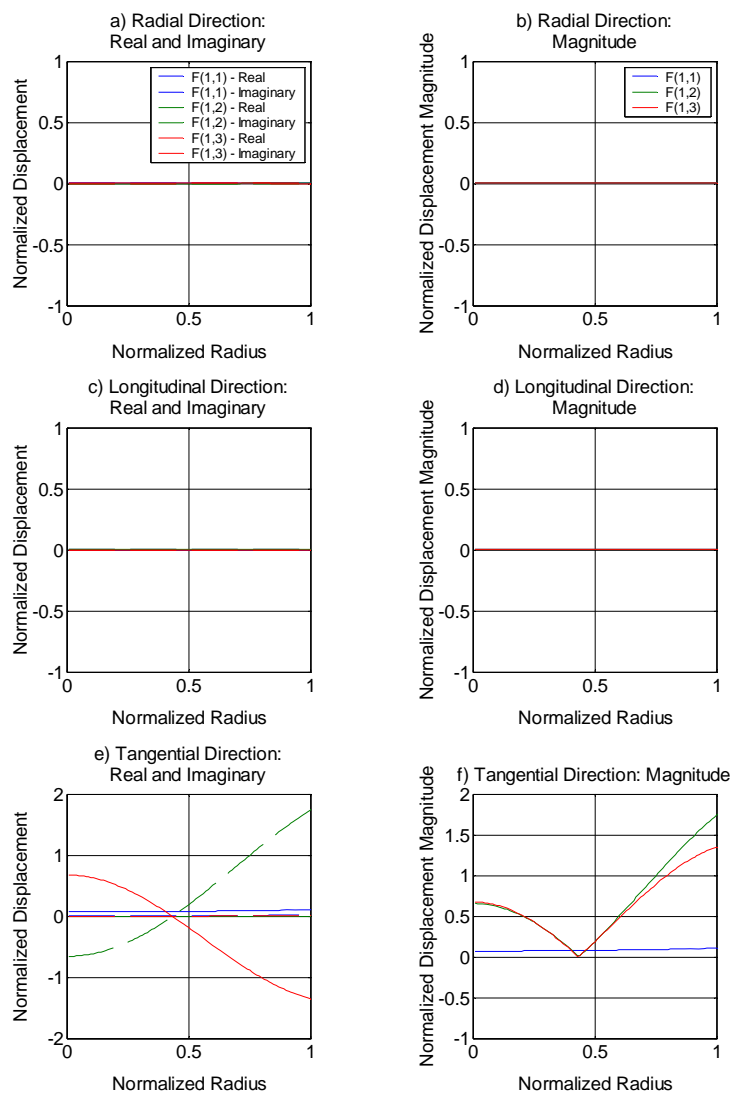 a) Radial Direction:
Real and Imaginary
Normalized Displacement
1
0.5
0
-0.5
-1
F(1,1) - Real
F(1,1) - Imaginary
F(1,2) - Real
F(1,2) - Imaginary
F(1,3) - Real
F(1,3) - Imaginary
0
0.5
1
Normalized Radius
b) Radial Direction:
Magnitude
Normalized Displacement Magnitude
1
0.5
0
-0.5
-1
F(1,1)
F(1,2)
F(1,3)
0
0.5
1
Normalized Radius
c) Longitudinal Direction:
Real and Imaginary
Normalized Displacement
1
0.5
0
-0.5
-1
0
0.5
1
Normalized Radius
d) Longitudinal Direction:
Magnitude
Normalized Displacement Magnitude
1
0.5
0
-0.5
-1
0
0.5
1
Normalized Radius
e) Tangential Direction:
Real and Imaginary
Normalized Displacement
2
1
0
-1
-2
0
0.5
1
Normalized Radius
f) Tangential Direction: Magnitude
Normalized Displacement Magnitude
2
1.5
1
0.5
0
-0.5
-1
0
0.5
1
Normalized Radius